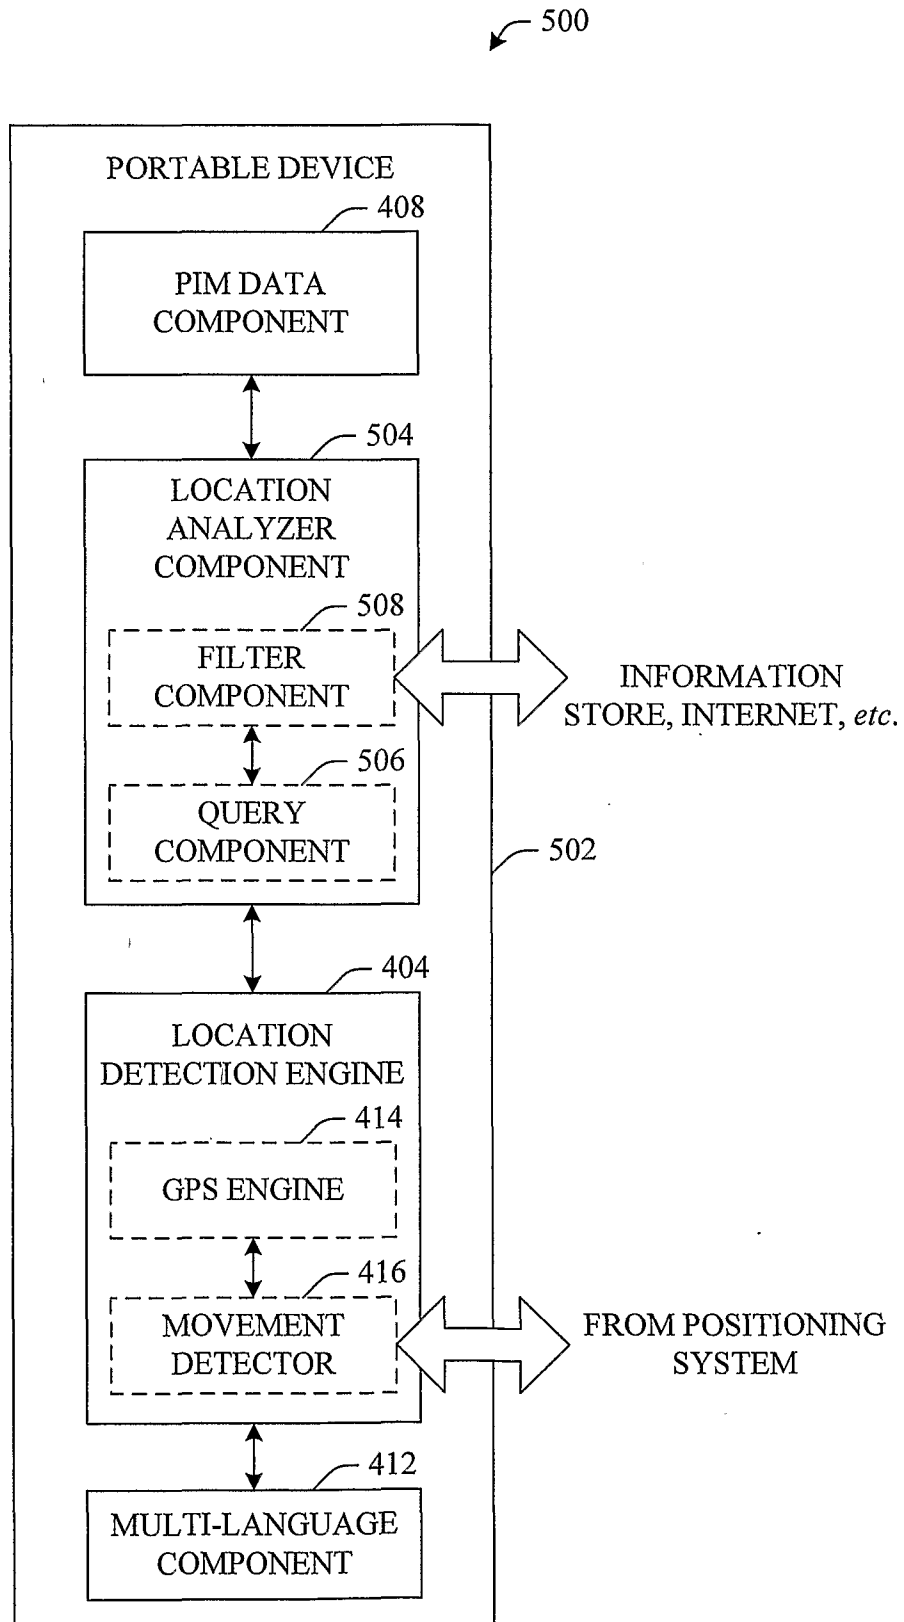 500
PORTABLE DEVICE
408
PIM DATA
COMPONENT
504
LOCATION
ANALYZER
COMPONENT
508
FILTER
COMPONENT
INFORMATION
STORE, INTERNET, etc.
506
QUERY
COMPONENT
502
404
LOCATION
DETECTION ENGINE
414
GPS ENGINE
416
MOVEMENT
DETECTOR
FROM POSITIONING
SYSTEM
412
MULTI-LANGUAGE
COMPONENT